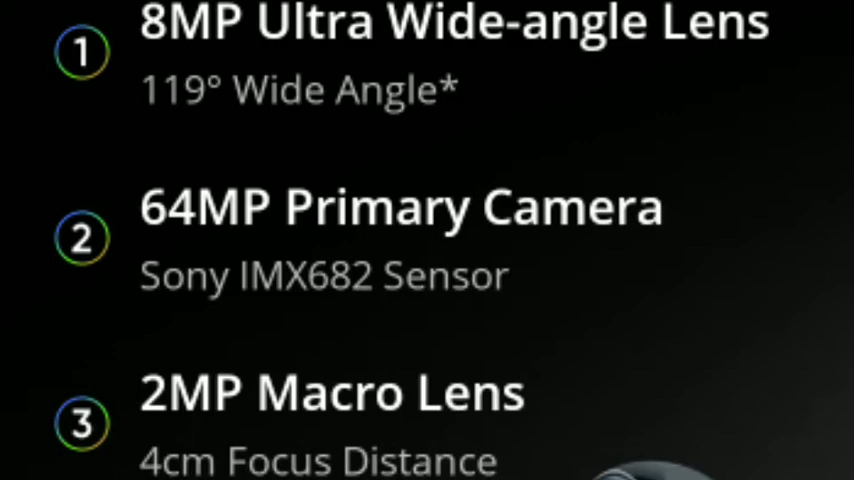 1
8MP Ultra Wide-angle Lens
119° Wide Angle*
2
64MP Primary Camera
Sony IMX682 Sensor
3
2MP Macro Lens
4cm Focus Distance